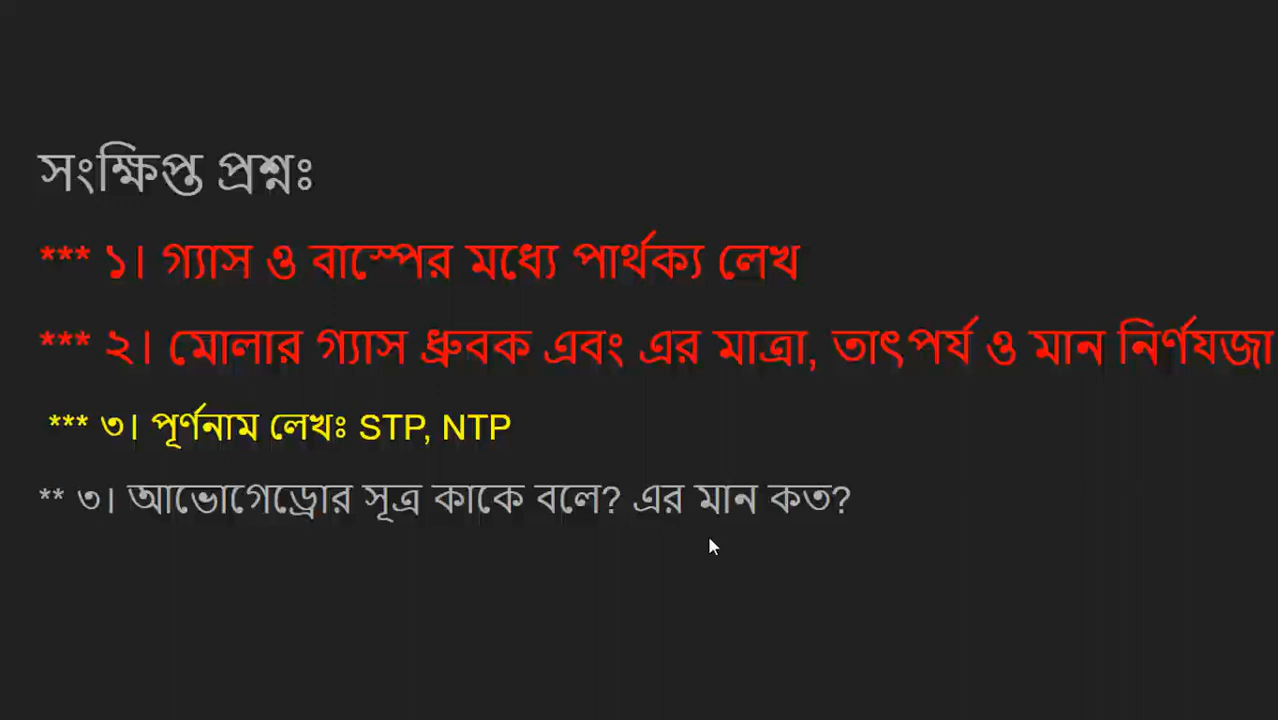 সংক্ষিপ্ত প্রশ্নঃ
*** ১। গ্যাস ও বাস্পের মধ্যে পার্থক্য লেখ
*** ২। মোলার গ্যাস ধ্রুবক এবং এর মাত্রা, তাৎপর্য ও মান নির্ণযজা
*** ৩। পূর্ণনাম লেখঃ STP, NTP
** ৩। আভোগেড্রোর সূত্র কাকে বলে? এর মান কত?